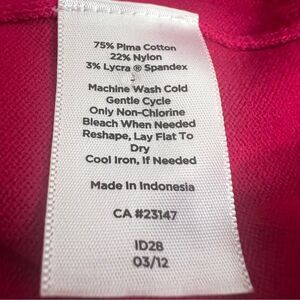 75% Pima Cotton
22% Nylon
3% Lycra ® Spandex
Machine Wash Cold
Gentle Cycle
Only Non-Chlorine
Bleach When Needed
Reshape, Lay Flat To
Dry
Cool Iron, If Needed
Made In Indonesia
CA #23147
ID28
03/12